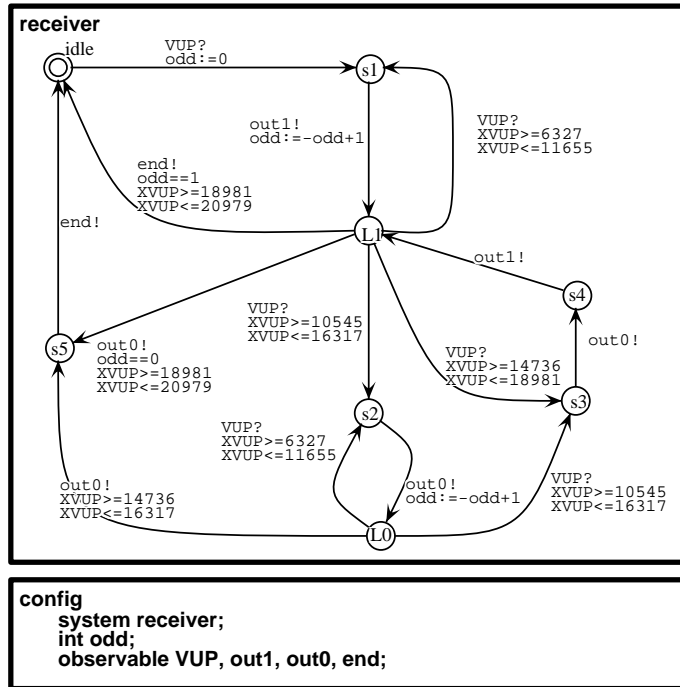 receiver
idle
VUP?
odd:=0
s1
out1!
odd:=-odd+1
VUP?
XVUP>=6327
XVUP<=11655
end!
odd==1
XVUP>=18981
XVUP<=20979
end!
L1
out1!
s4
VUP?
XVUP>=10545
XVUP<=16317
out0!
s5
out0!
odd==0
XVUP>=18981
XVUP<=20979
VUP?
XVUP>=14736
XVUP<=18981
s3
s2
VUP?
XVUP>=6327
XVUP<=11655
out0!
odd:=-odd+1
out0!
XVUP>=14736
XVUP<=16317
VUP?
XVUP>=10545
XVUP<=16317
L0
config
system receiver;
int odd;
observable VUP, out1, out0, end;